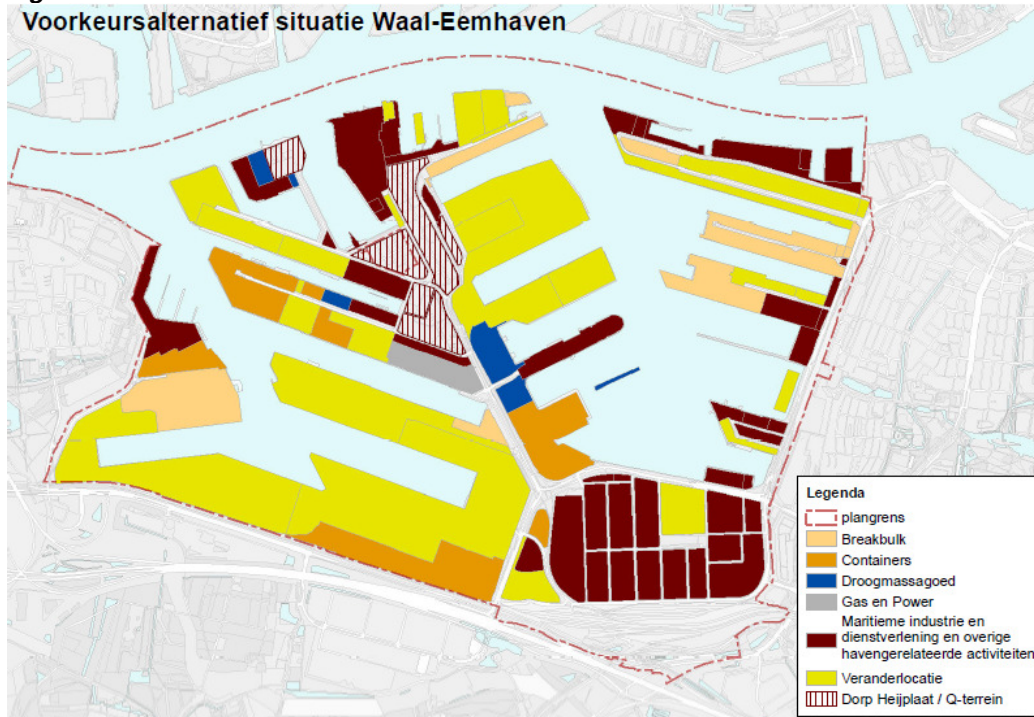 Voorkeursalternatief situatie Waal-Eemhaven
Legenda
plangrens
Breakbulk
Containers
Droogmassagoed
Gas en Power
Maritieme industrie en
dienstverlening en overige
havengerelateerde activiteiten
Veranderlocatie
Dorp Heijplaat / Q-terrein